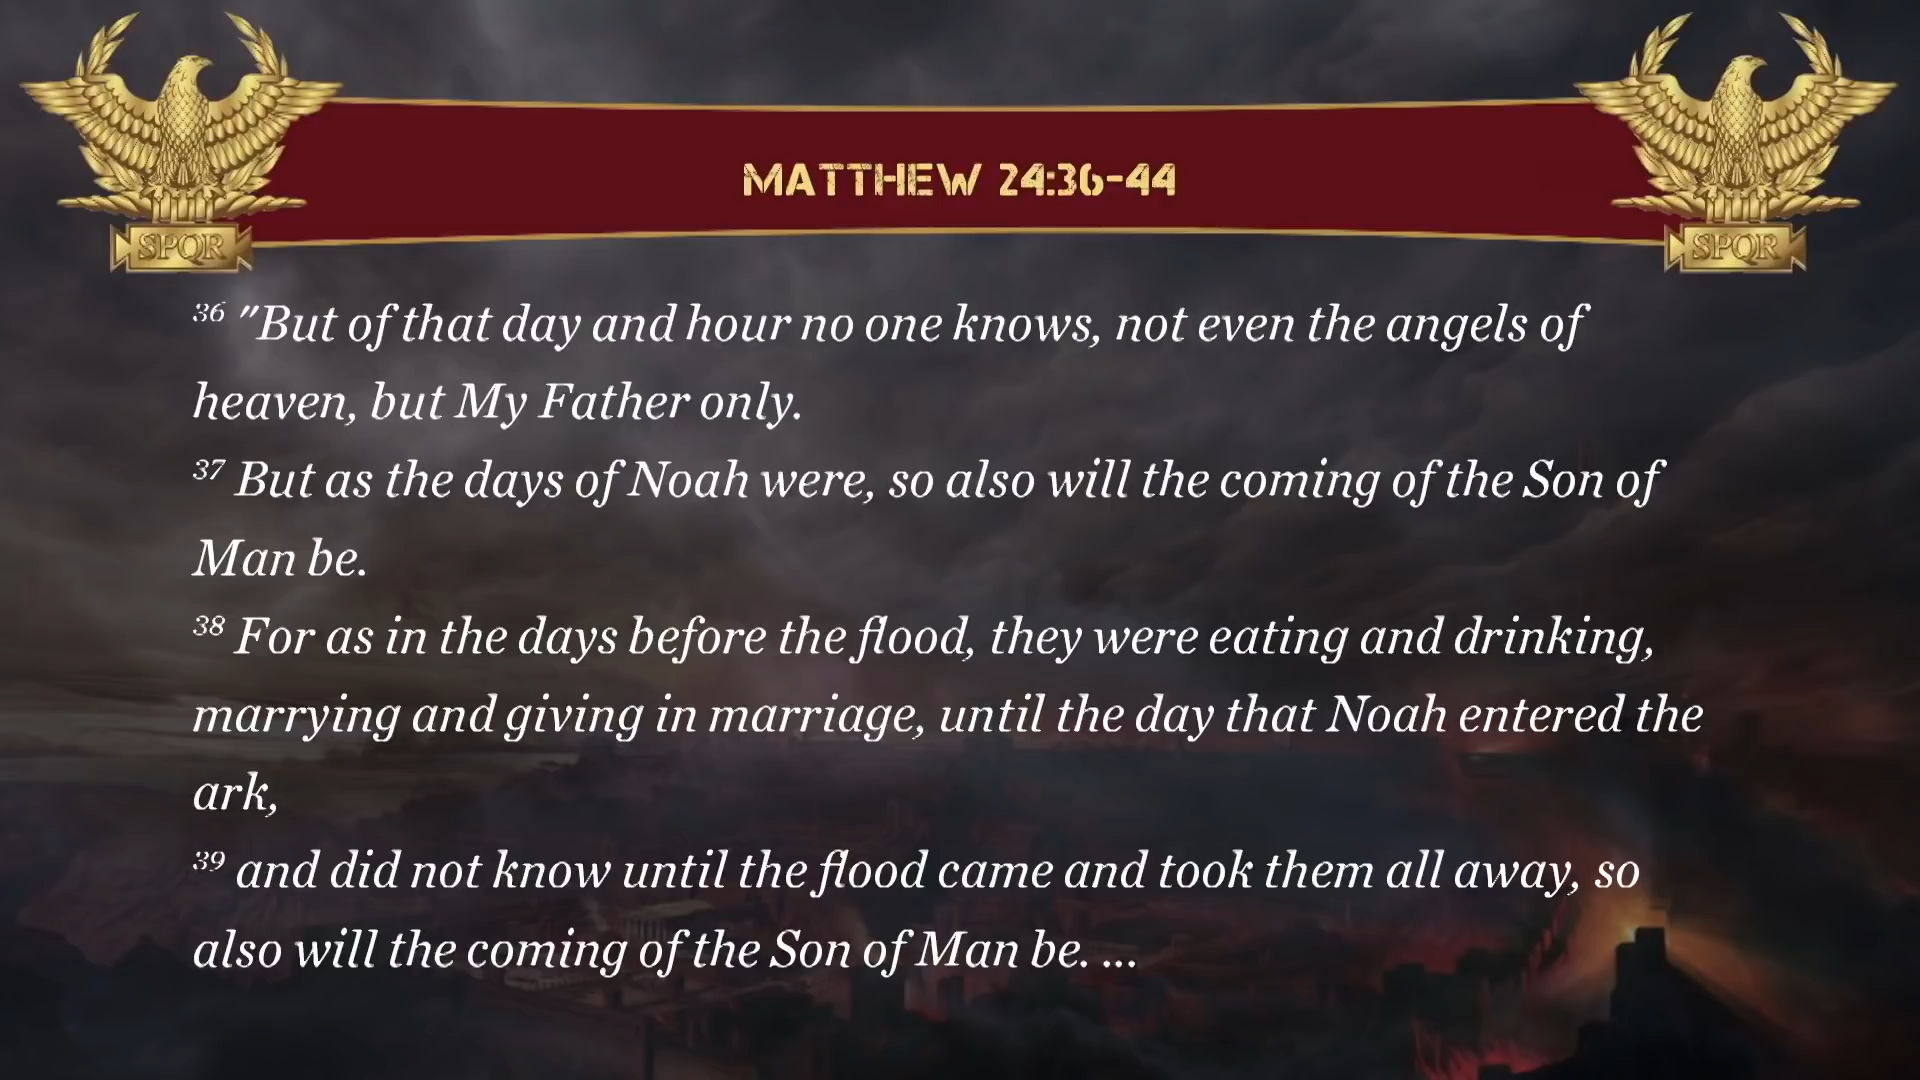 MATTHEW 24:36-44
SPQR
SPQR
36 "But of that day and hour no one knows, not even the angels of
heaven, but My Father only.
37 But as the days of Noah were, so also will the coming of the Son of
Man be.
38 For as in the days before the flood, they were eating and drinking,
marrying and giving in marriage, until the day that Noah entered the
ark,
39 and did not know until the flood came and took them all away, so
also will the coming of the Son of Man be. ...